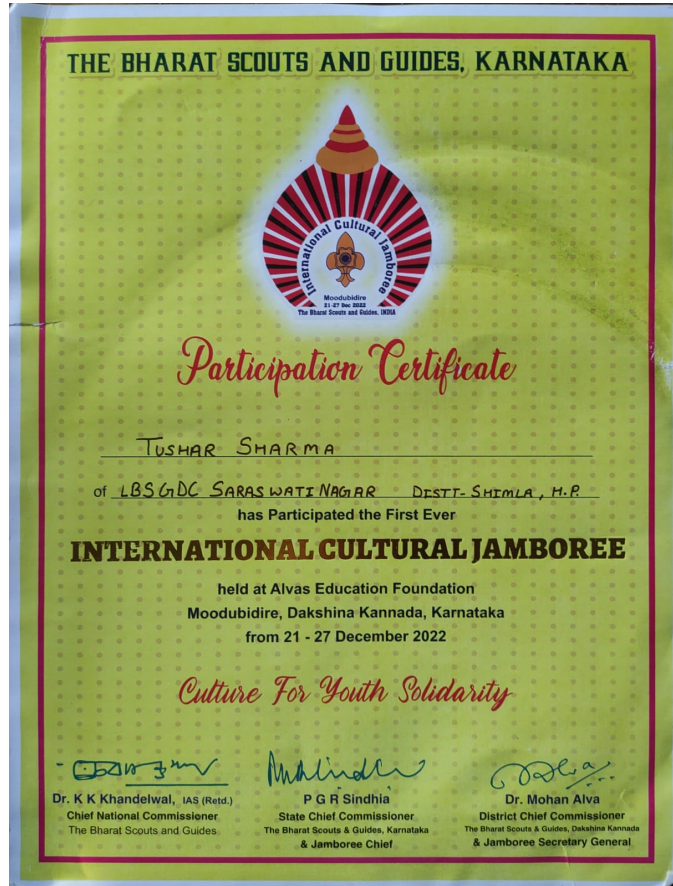 THE BHARAT SCOUTS AND GUIDES, KARNATAKA
International Cultural Jamboree
Moodubidire
21-27 Dec 2022
The Bharat Scouts and Guides, INDIA
Participation Certificate
TUSHAR SHARMA
of LBSGDC SARASWATI NAGAR DISTT-SHIMLA, H.P.
has Participated the First Ever
INTERNATIONAL CULTURAL JAMBOREE
held at Alvas Education Foundation
Moodubidire, Dakshina Kannada, Karnataka
from 21 - 27 December 2022
Culture For Youth Solidarity
Dr. K K Khandelwal, IAS (Retd.)
Chief National Commissioner
The Bharat Scouts and Guides
P G R Sindhia
State Chief Commissioner
The Bharat Scouts & Guides, Karnataka
& Jamboree Chief
Dr. Mohan Alva
District Chief Commissioner
The Bharat Scouts & Guides, Dakshina Kannada
& Jamboree Secretary General